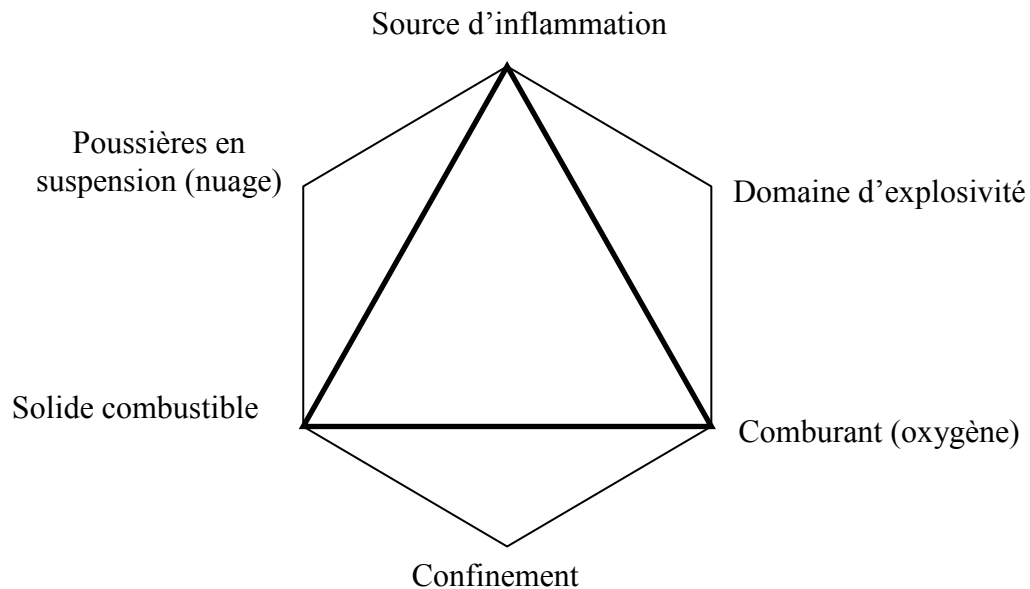 Source d’inflammation
Poussières en
suspension (nuage)
Domaine d’explosivité
Solide combustible
Comburant (oxygène)
Confinement